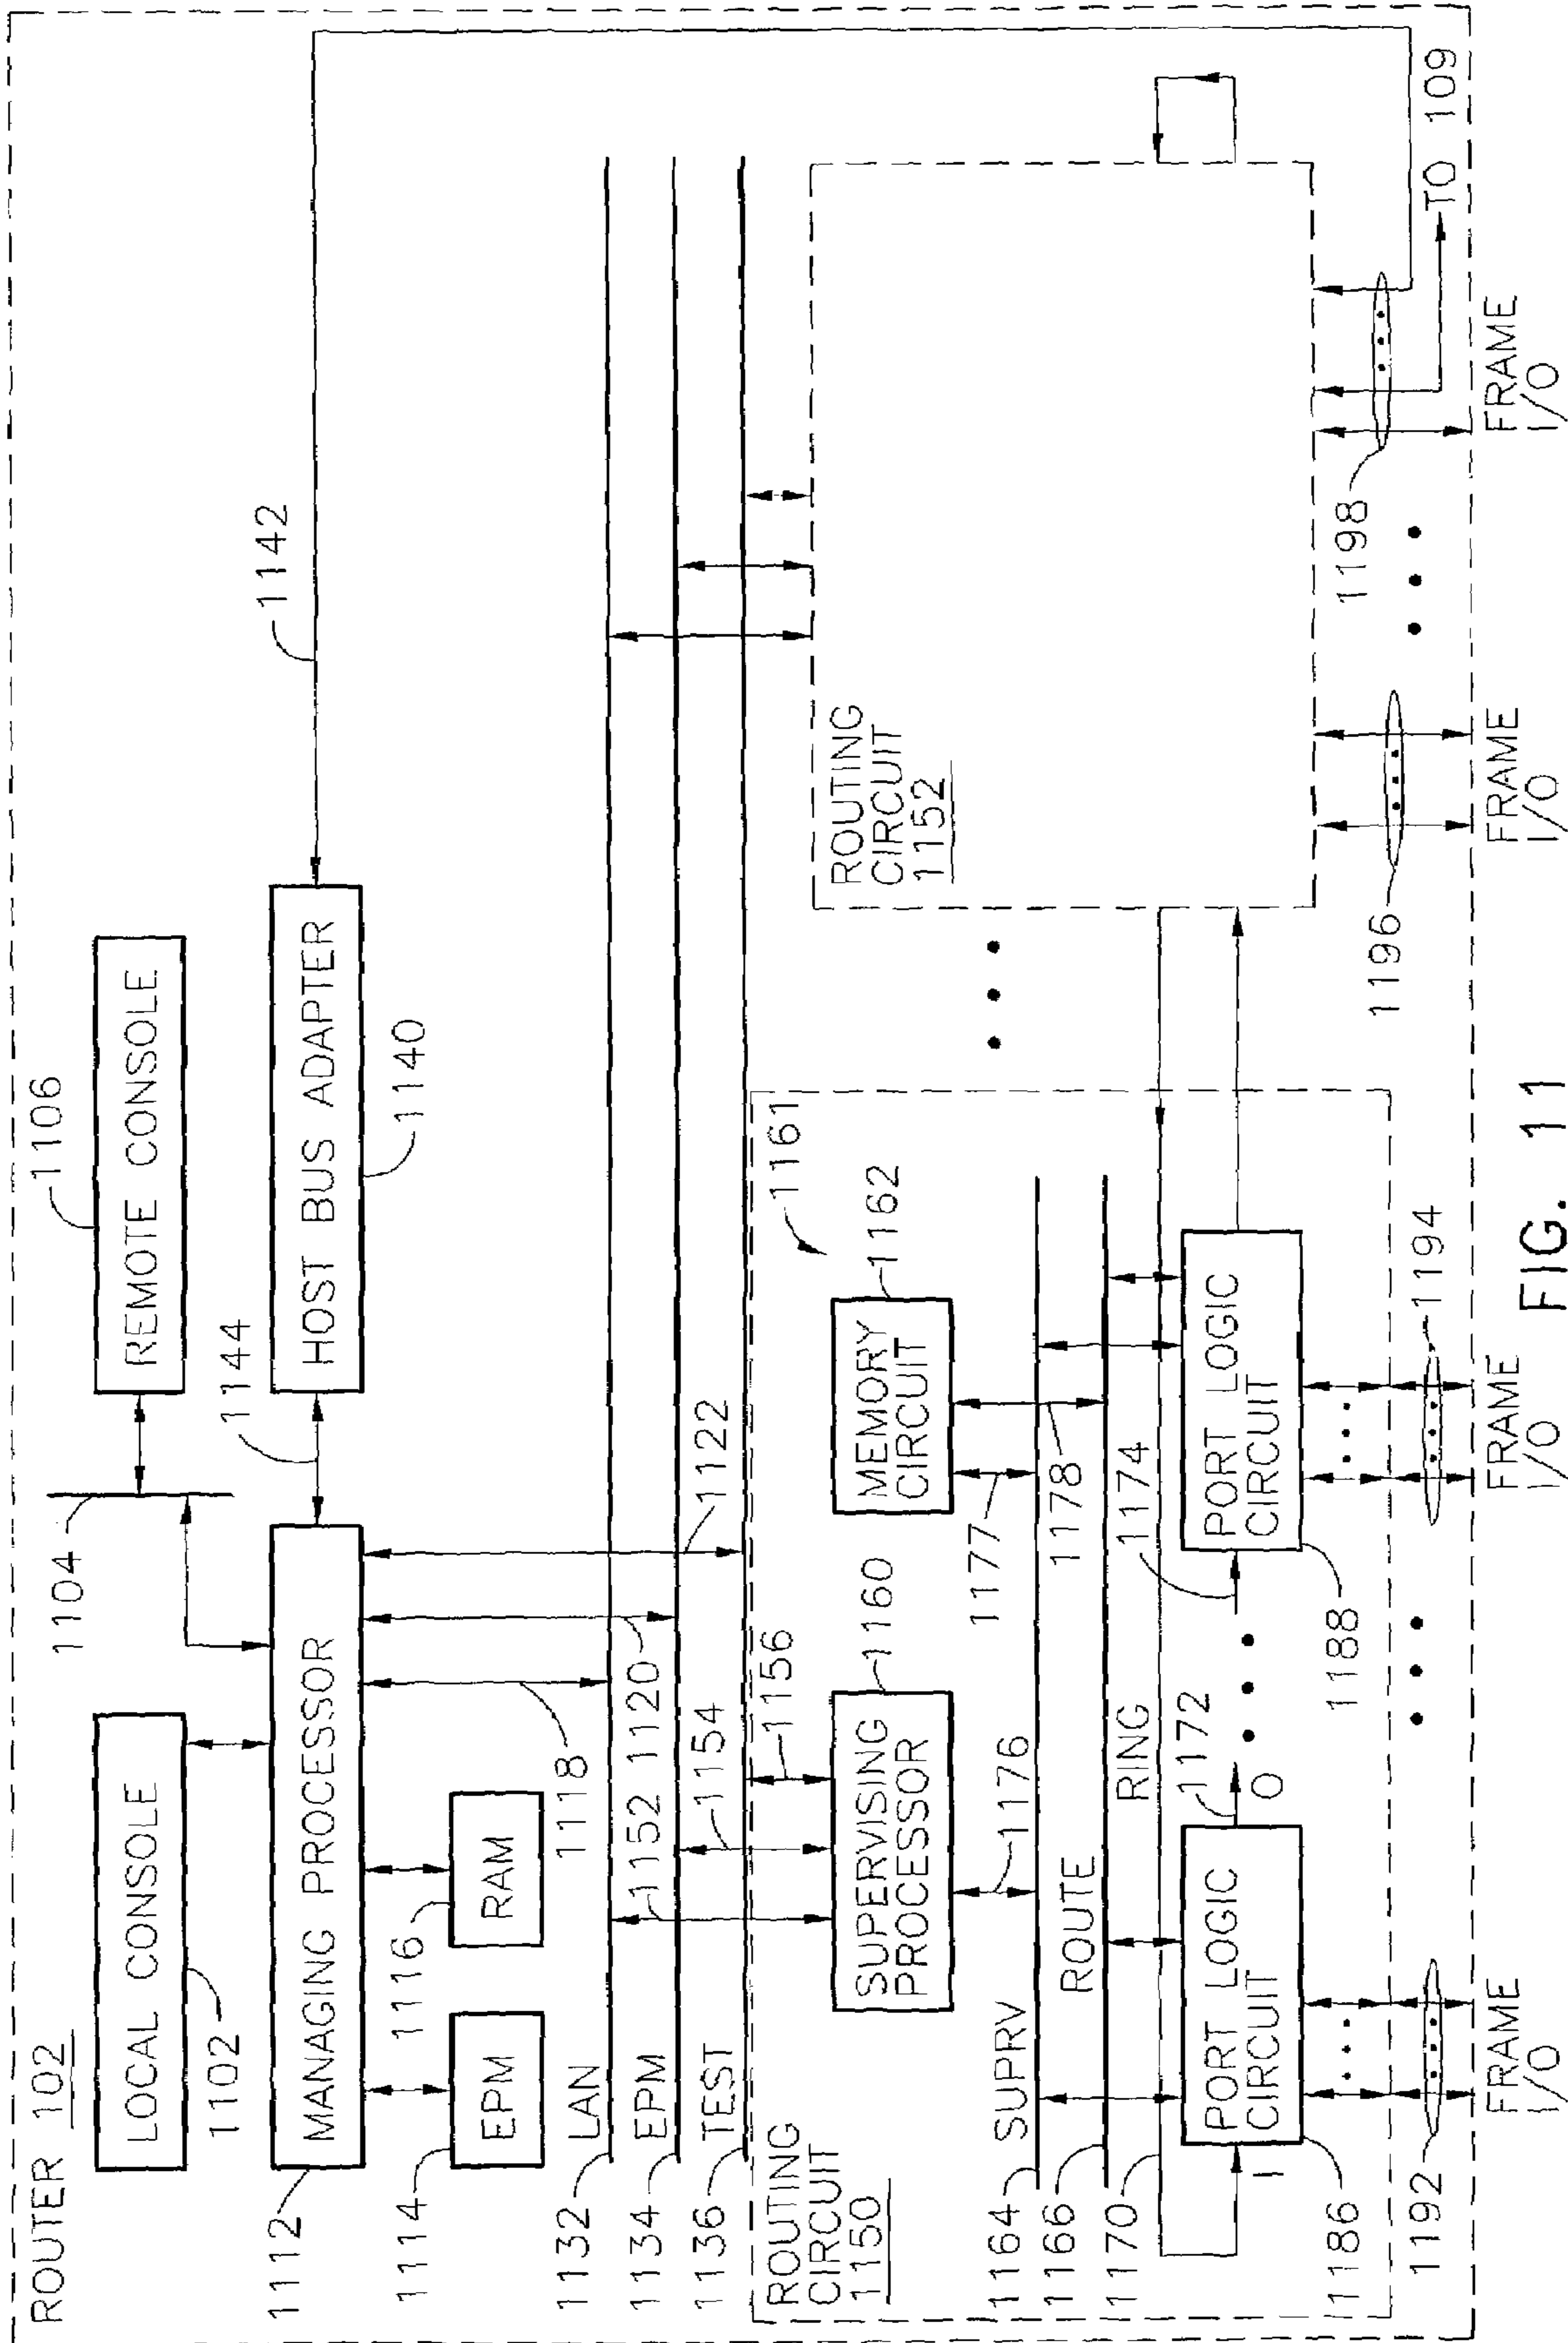 ROUTER 102
LOCAL CONSOLE
1102
1104
REMOTE CONSOLE
1106
1112
MANAGING PROCESSOR
1144
HOST BUS ADAPTER
1140
1142
1114
EPM
1116
RAM
1118
1120
1122
1132
LAN
1134
EPM
1136
TEST
1152
1154
1156
ROUTING
CIRCUIT
1150
SUPERVISING
PROCESSOR
1160
MEMORY
CIRCUIT
1162
1161
1176
1177
1178
1164
SUPRV
1166
ROUTE
1170
RING
1172
1174
I
PORT LOGIC
CIRCUIT
O
1186
PORT LOGIC
CIRCUIT
1188
ROUTING
CIRCUIT
1152
1192
FRAME
I/O
1194
FRAME
I/O
1196
FRAME
I/O
1198
FRAME
I/O
TO 109
FIG. 11